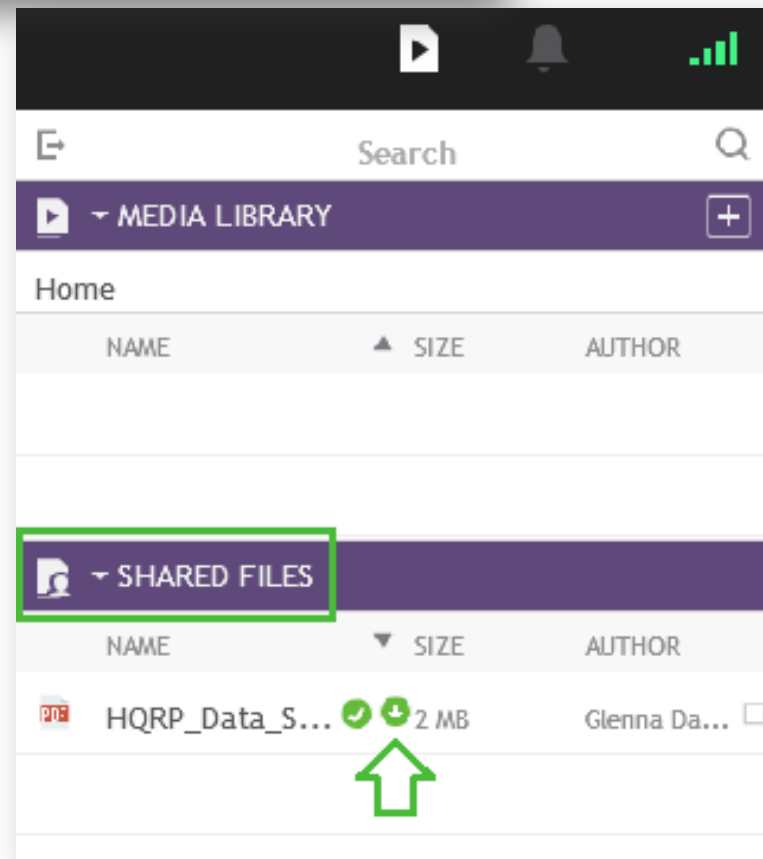 Search
MEDIA LIBRARY
Home
NAME SIZE AUTHOR
SHARED FILES
NAME SIZE AUTHOR
PDF HQRP_Data_S... 2 MB Glenna Da...